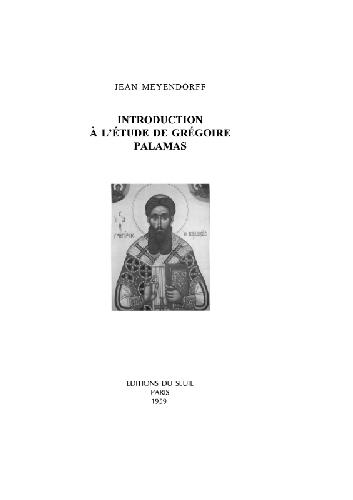 JEAN MEYENDORFF
INTRODUCTION
À L'ÉTUDE DE GRÉGOIRE
PALAMAS
EDITIONS DU SEUIL
PARIS
1959